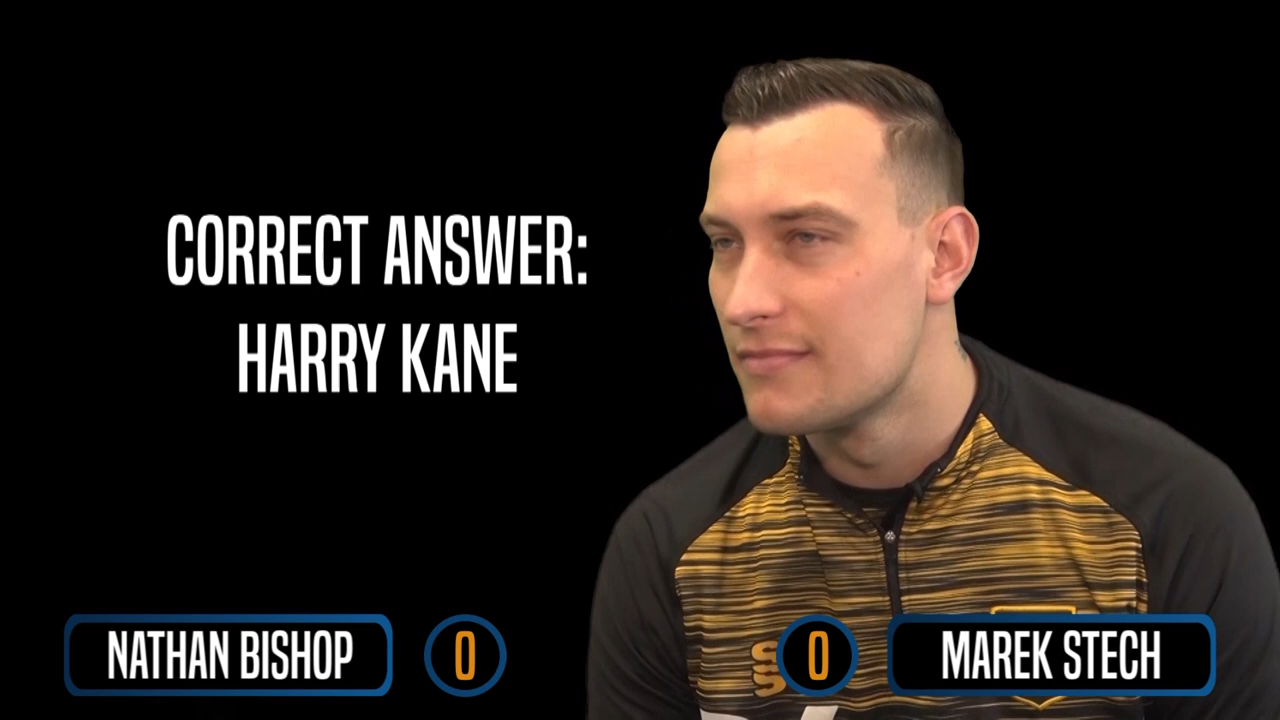 CORRECT ANSWER:
HARRY KANE
NATHAN BISHOP 0
0 MAREK STECH